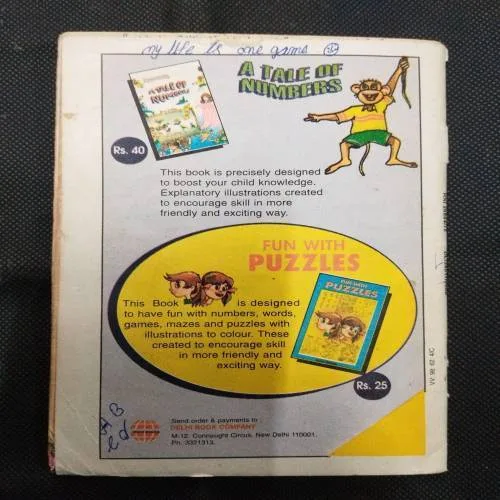 my life is one game
A TALE OF
NUMBERS
A TALE OF
NUMBERS
Rs. 40
This book is precisely designed
to boost your child knowledge.
Explanatory illustrations created
to encourage skill in more
friendly and exciting way.
FUN WITH
PUZZLES
FUN WITH
PUZZLES
This Book is designed
to have fun with numbers, words,
games, mazes and puzzles with
illustrations to colour. These
created to encourage skill
in more friendly and
exciting way.
Rs. 25
A B
Send order & payments to
DELHI BOOK COMPANY
M-12, Connaught Circus, New Delhi 110001.
Ph. 3321313.